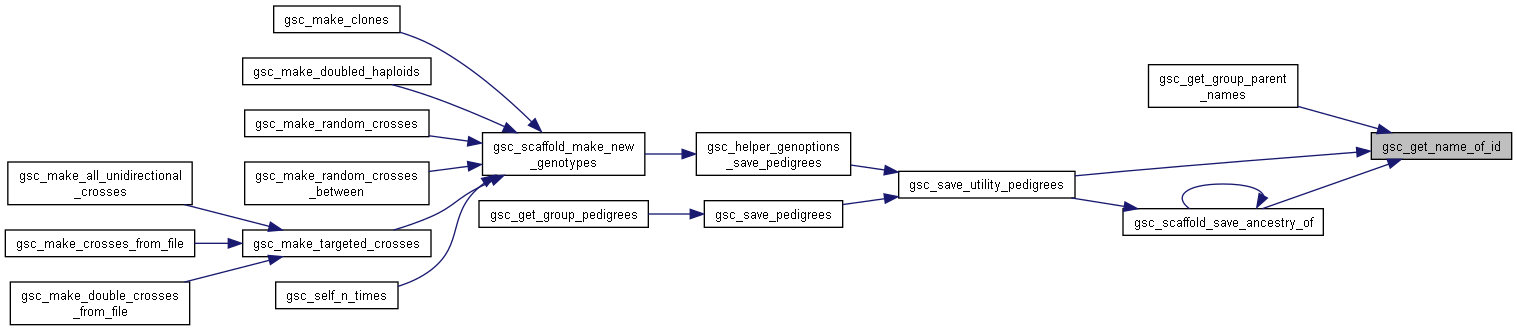 gsc_make_clones
gsc_make_doubled_haploids
gsc_make_random_crosses
gsc_make_random_crosses
_between
gsc_make_all_unidirectional
_crosses
gsc_make_crosses_from_file
gsc_make_double_crosses
_from_file
gsc_make_targeted_crosses
gsc_self_n_times
gsc_scaffold_make_new
_genotypes
gsc_get_group_pedigrees
gsc_helper_genoptions
_save_pedigrees
gsc_save_pedigrees
gsc_save_utility_pedigrees
gsc_get_group_parent
_names
gsc_scaffold_save_ancestry_of
gsc_get_name_of_id